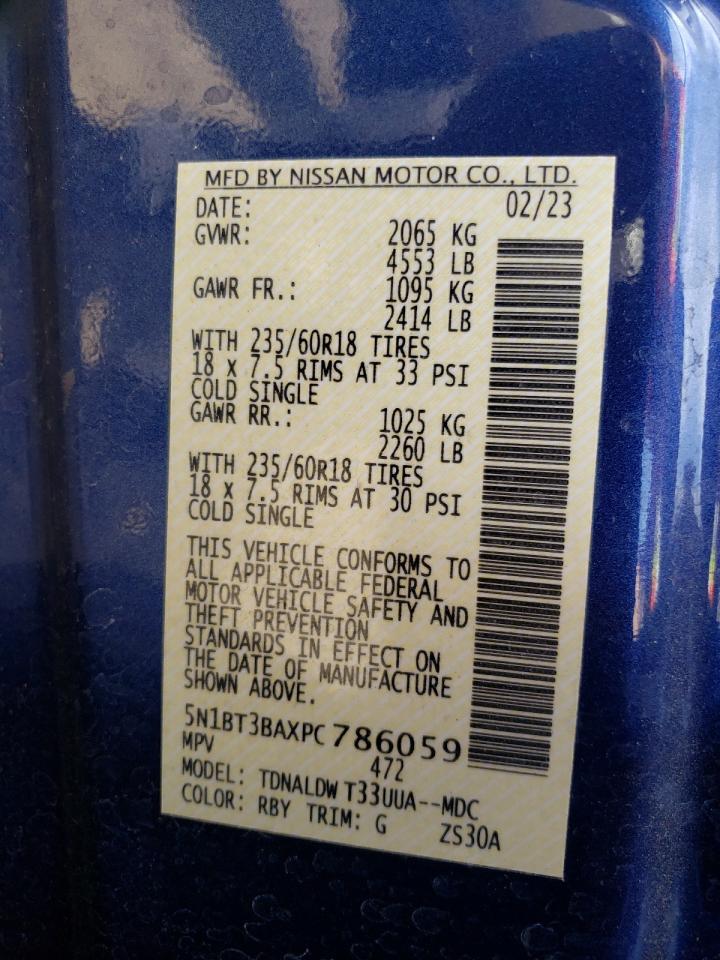 MFD BY NISSAN MOTOR CO., LTD.
DATE: 02/23
GVWR: 2065 KG
4553 LB
GAWR FR.: 1095 KG
2414 LB
WITH 235/60R18 TIRES
18 x 7.5 RIMS AT 33 PSI
COLD SINGLE
GAWR RR.: 1025 KG
2260 LB
WITH 235/60R18 TIRES
18 x 7.5 RIMS AT 30 PSI
COLD SINGLE
THIS VEHICLE CONFORMS TO
ALL APPLICABLE FEDERAL
MOTOR VEHICLE SAFETY AND
THEFT PREVENTION
STANDARDS IN EFFECT ON
THE DATE OF MANUFACTURE
SHOWN ABOVE.
5N1BT3BAXPC786059
MPV 472
MODEL: TDNALDW T33UUA--MDC
COLOR: RBY TRIM: G ZS30A